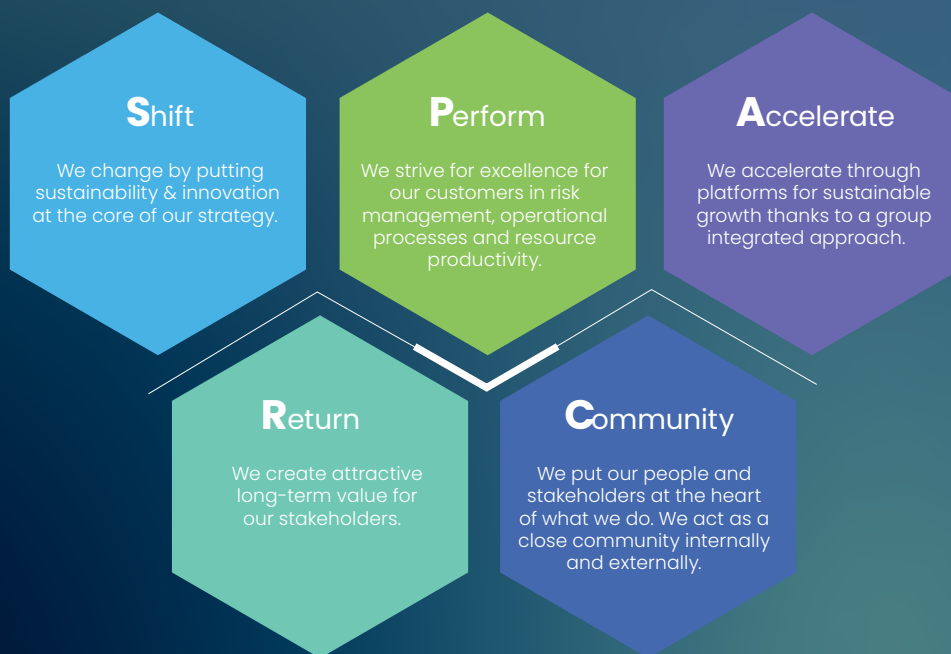 Shift
We change by putting
sustainability & innovation
at the core of our strategy.
Perform
We strive for excellence for
our customers in risk
management, operational
processes and resource
productivity.
Accelerate
We accelerate through
platforms for sustainable
growth thanks to a group
integrated approach.
Return
We create attractive
long-term value for
our stakeholders.
Community
We put our people and
stakeholders at the heart
of what we do. We act as a
close community internally
and externally.